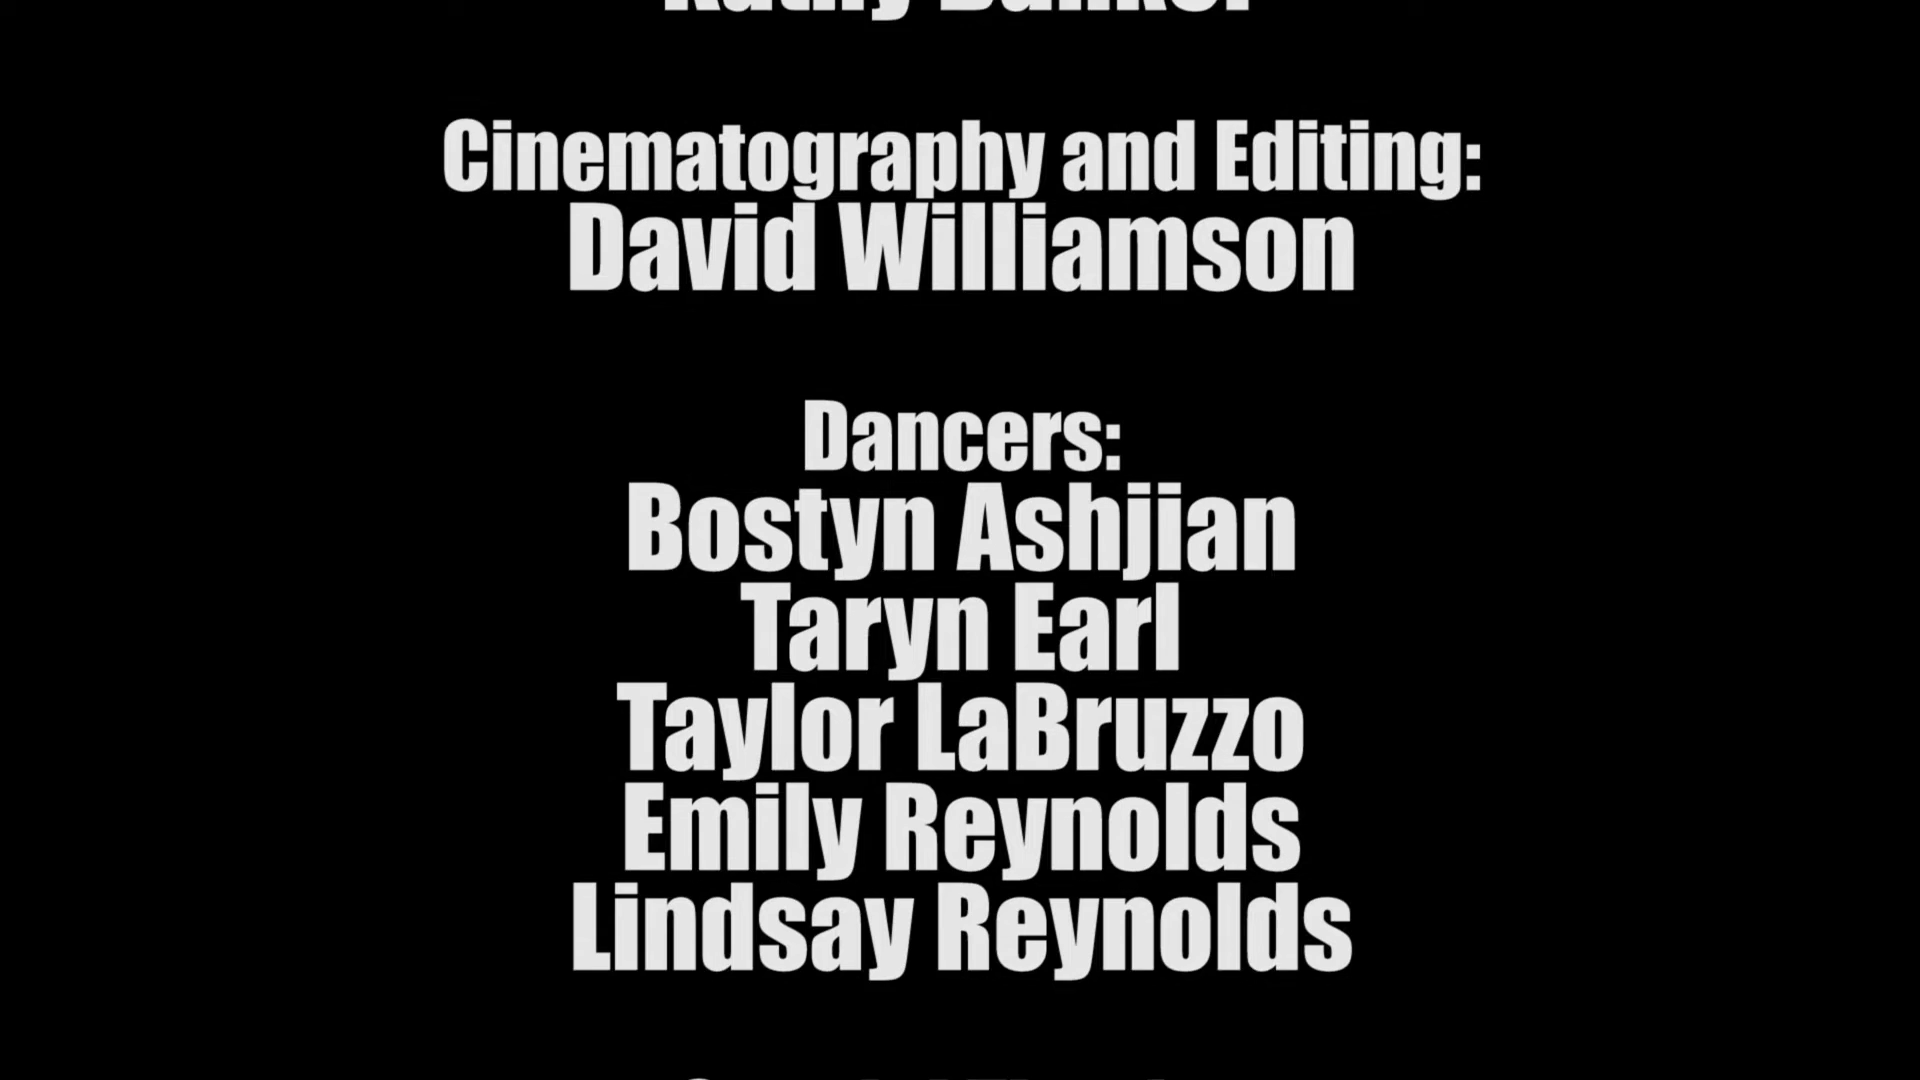 Cinematography and Editing:
David Williamson
Dancers:
Bostyn Ashjian
Taryn Earl
Taylor LaBruzzo
Emily Reynolds
Lindsay Reynolds